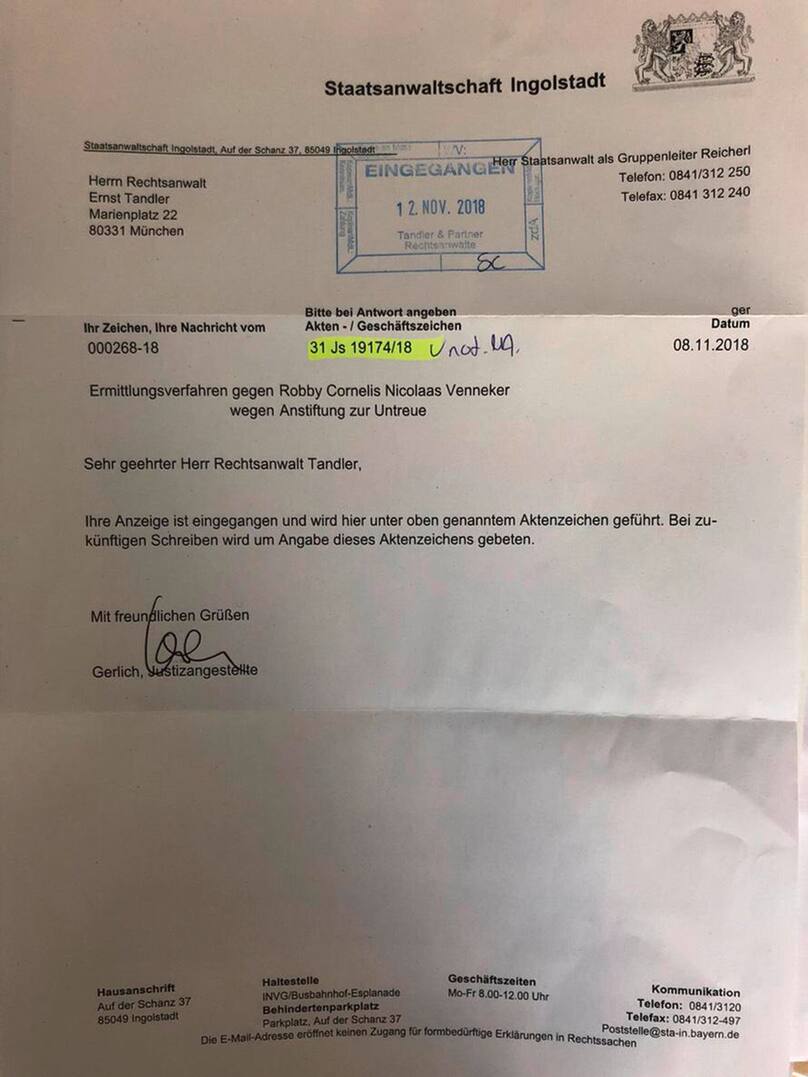 Staatsanwaltschaft Ingolstadt
Staatsanwaltschaft Ingolstadt, Auf der Schanz 37, 85049 Ingolstadt
Herrn Rechtsanwalt
Ernst Tandler
Marienplatz 22
80331 München
EINGEGANGEN
12. NOV. 2018
Tandler & Partner
Rechtsanwälte
zdA
Sc
Herr Staatsanwalt als Gruppenleiter Reicherl
Telefon: 0841/312 250
Telefax: 0841 312 240
Ihr Zeichen, Ihre Nachricht vom
000268-18
Bitte bei Antwort angeben
Akten - / Geschäftszeichen
31 Js 19174/18 not.
ger
Datum
08.11.2018
Ermittlungsverfahren gegen Robby Cornelis Nicolaas Venneker
wegen Anstiftung zur Untreue
Sehr geehrter Herr Rechtsanwalt Tandler,
Ihre Anzeige ist eingegangen und wird hier unter oben genanntem Aktenzeichen geführt. Bei zu-
künftigen Schreiben wird um Angabe dieses Aktenzeichens gebeten.
Mit freundlichen Grüßen
Gerlich, Justizangestellte
Hausanschrift
Auf der Schanz 37
85049 Ingolstadt
Haltestelle
INVG/Busbahnhof-Esplanade
Behindertenparkplatz
Parkplatz, Auf der Schanz 37
Geschäftszeiten
Mo-Fr 8.00-12.00 Uhr
Kommunikation
Telefon: 0841/3120
Telefax: 0841/312-497
Poststelle@sta-in.bayern.de
Die E-Mail-Adresse eröffnet keinen Zugang für formbedürftige Erklärungen in Rechtssachen